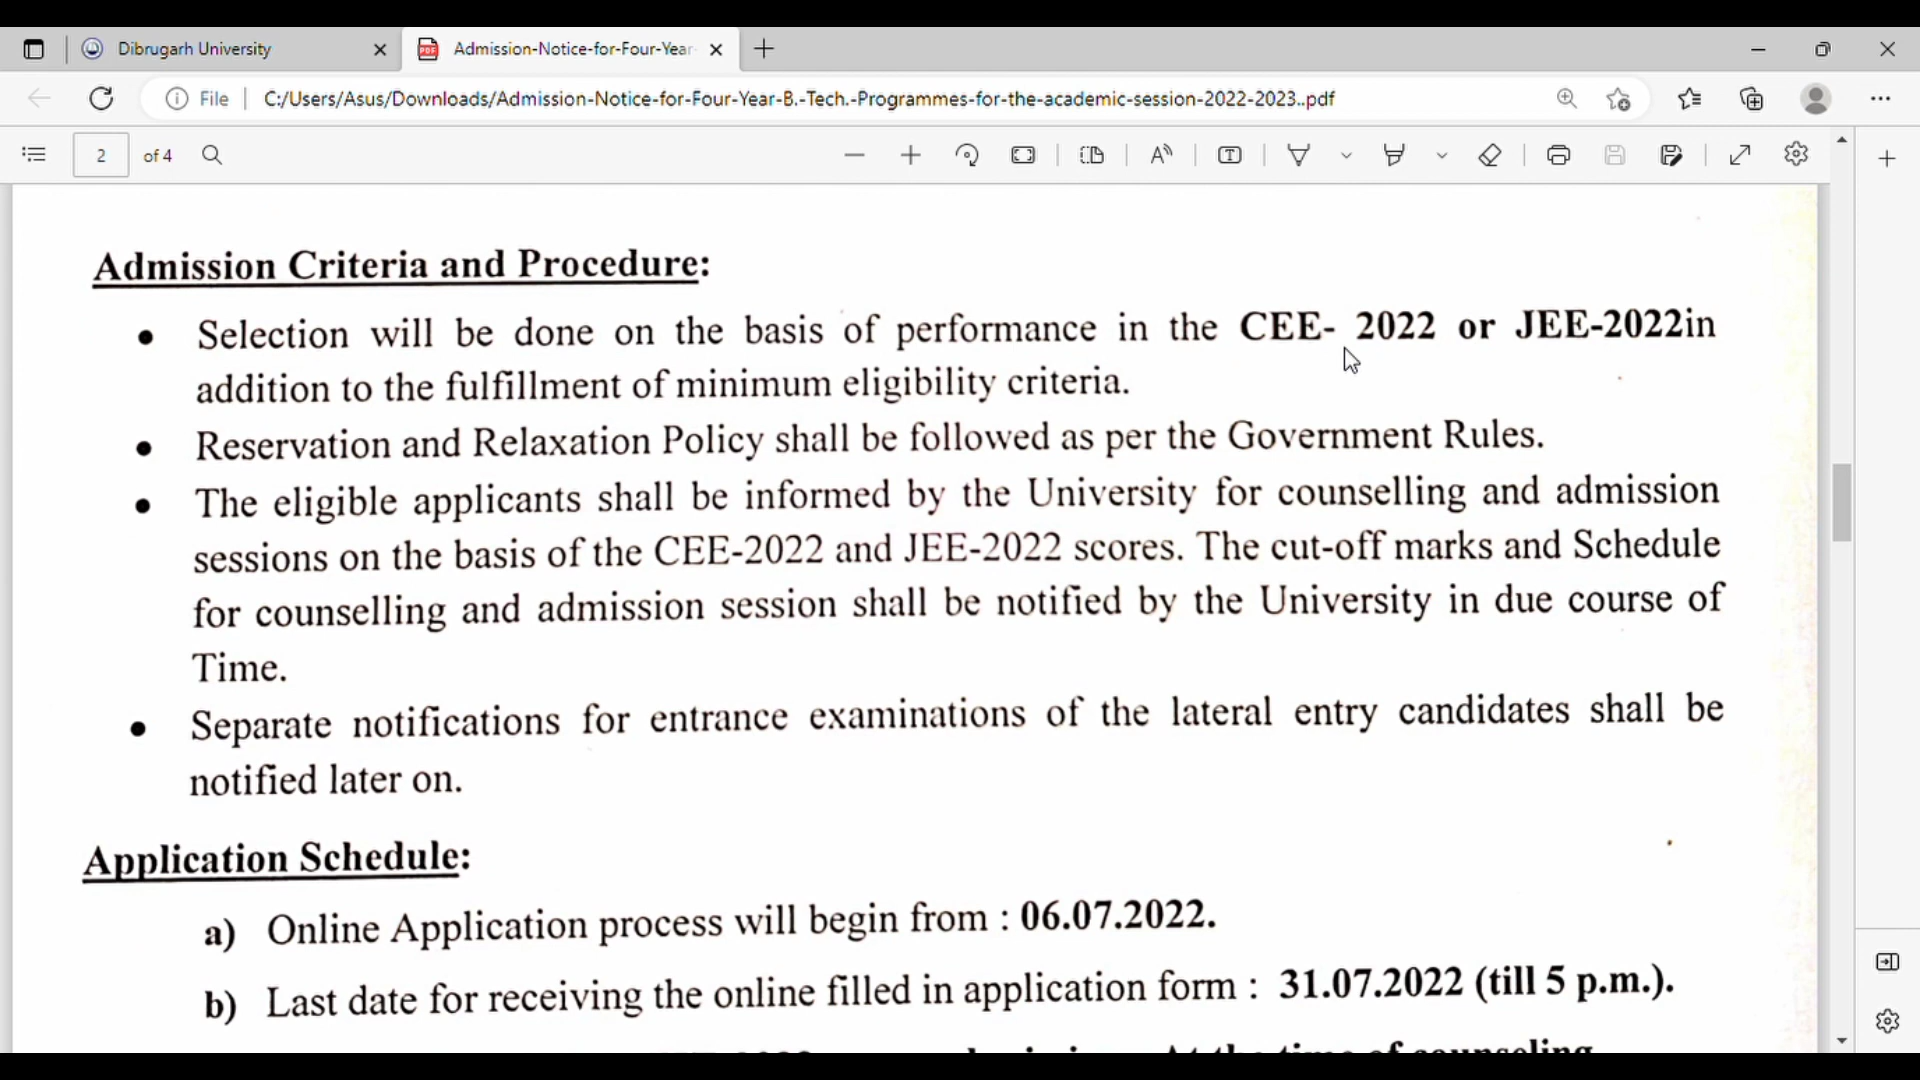 Dibrugarh University
Admission-Notice-for-Four-Year
File
C:/Users/Asus/Downloads/Admission-Notice-for-Four-Year-B.-Tech.-Programmes-for-the-academic-session-2022-2023..pdf
2 of 4
Admission Criteria and Procedure:
• Selection will be done on the basis of performance in the CEE- 2022 or JEE-2022in
addition to the fulfillment of minimum eligibility criteria.
• Reservation and Relaxation Policy shall be followed as per the Government Rules.
• The eligible applicants shall be informed by the University for counselling and admission
sessions on the basis of the CEE-2022 and JEE-2022 scores. The cut-off marks and Schedule
for counselling and admission session shall be notified by the University in due course of
Time.
• Separate notifications for entrance examinations of the lateral entry candidates shall be
notified later on.
Application Schedule:
a) Online Application process will begin from : 06.07.2022.
b) Last date for receiving the online filled in application form : 31.07.2022 (till 5 p.m.).
At the time of counseling